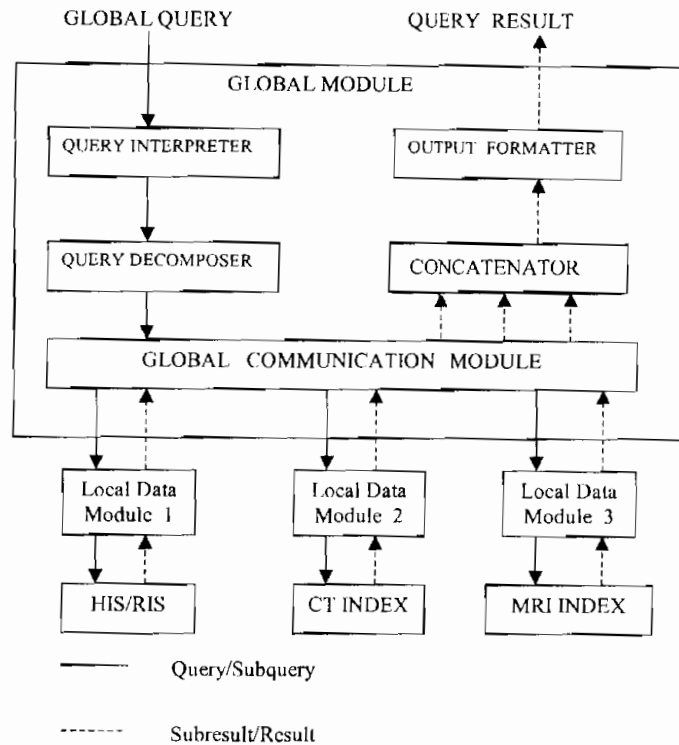 GLOBAL QUERY
QUERY RESULT
GLOBAL MODULE
QUERY INTERPRETER
OUTPUT FORMATTER
QUERY DECOMPOSER
CONCATENATOR
GLOBAL COMMUNICATION MODULE
Local Data
Module 1
Local Data
Module 2
Local Data
Module 3
HIS/RIS
CT INDEX
MRI INDEX
Query/Subquery
Subresult/Result